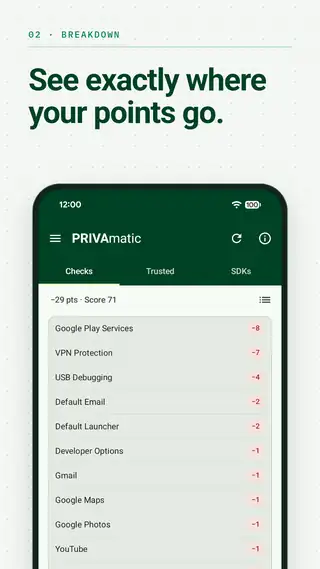 02 · BREAKDOWN
See exactly where
your points go.
12:00
100
PRIVAmatic
Checks
Trusted
SDKs
−29 pts · Score 71
Google Play Services −8
VPN Protection −7
USB Debugging −4
Default Email −2
Default Launcher −2
Developer Options −1
Gmail −1
Google Maps −1
Google Photos −1
YouTube −1